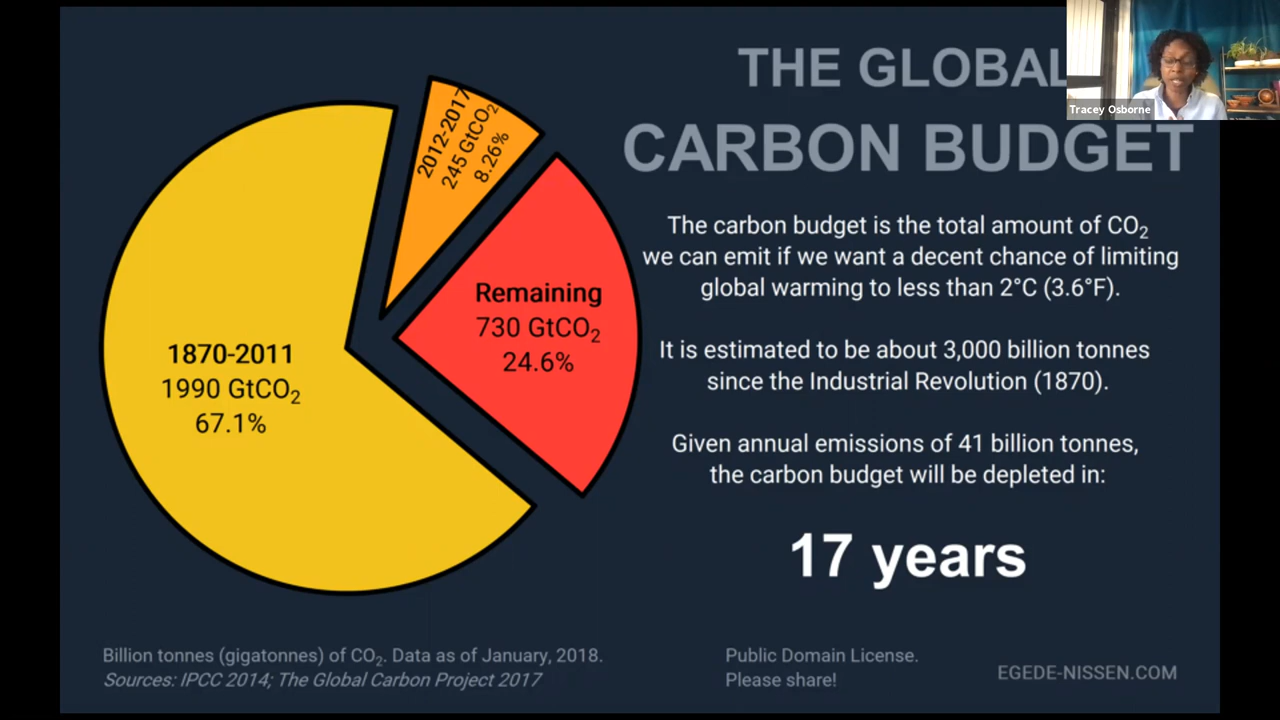 THE GLOBAL
CARBON BUDGET
Tracey Osborne
2012-2017
245 GtCO₂
8.26%
Remaining
730 GtCO₂
24.6%
1870-2011
1990 GtCO₂
67.1%
The carbon budget is the total amount of CO₂
we can emit if we want a decent chance of limiting
global warming to less than 2°C (3.6°F).
It is estimated to be about 3,000 billion tonnes
since the Industrial Revolution (1870).
Given annual emissions of 41 billion tonnes,
the carbon budget will be depleted in:
17 years
Billion tonnes (gigatonnes) of CO₂. Data as of January, 2018.
Sources: IPCC 2014; The Global Carbon Project 2017
Public Domain License.
Please share!
EGEDE-NISSEN.COM